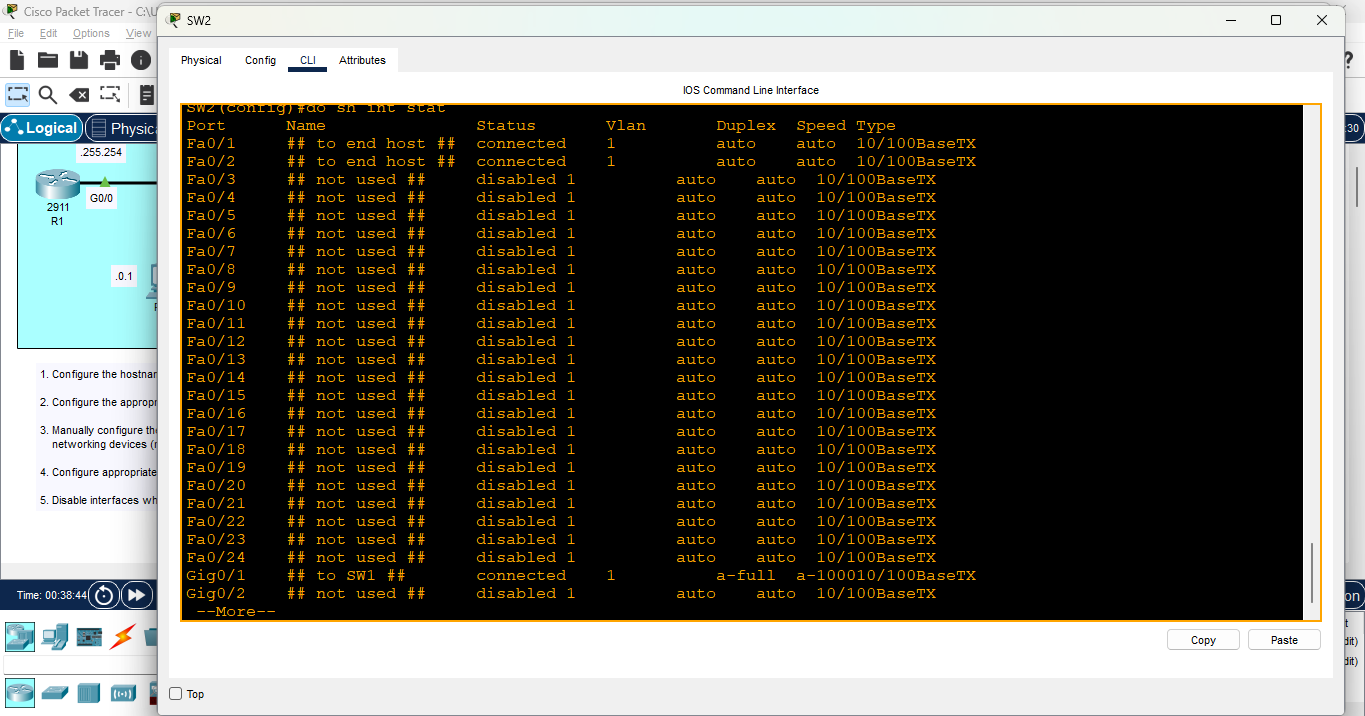 Cisco Packet Tracer - C:\U
File Edit Options View
Logical
Physica
.255.254
G0/0
2911
R1
.0.1
1. Configure the hostnar
2. Configure the appropr
3. Manually configure the
networking devices (r
4. Configure appropriate
5. Disable interfaces wh
Time: 00:38:44
SW2
Physical Config CLI Attributes
IOS Command Line Interface
SW2(config)#do sh int stat
Port Name Status Vlan Duplex Speed Type
Fa0/1 ## to end host ## connected 1 auto auto 10/100BaseTX
Fa0/2 ## to end host ## connected 1 auto auto 10/100BaseTX
Fa0/3 ## not used ## disabled 1 auto auto 10/100BaseTX
Fa0/4 ## not used ## disabled 1 auto auto 10/100BaseTX
Fa0/5 ## not used ## disabled 1 auto auto 10/100BaseTX
Fa0/6 ## not used ## disabled 1 auto auto 10/100BaseTX
Fa0/7 ## not used ## disabled 1 auto auto 10/100BaseTX
Fa0/8 ## not used ## disabled 1 auto auto 10/100BaseTX
Fa0/9 ## not used ## disabled 1 auto auto 10/100BaseTX
Fa0/10 ## not used ## disabled 1 auto auto 10/100BaseTX
Fa0/11 ## not used ## disabled 1 auto auto 10/100BaseTX
Fa0/12 ## not used ## disabled 1 auto auto 10/100BaseTX
Fa0/13 ## not used ## disabled 1 auto auto 10/100BaseTX
Fa0/14 ## not used ## disabled 1 auto auto 10/100BaseTX
Fa0/15 ## not used ## disabled 1 auto auto 10/100BaseTX
Fa0/16 ## not used ## disabled 1 auto auto 10/100BaseTX
Fa0/17 ## not used ## disabled 1 auto auto 10/100BaseTX
Fa0/18 ## not used ## disabled 1 auto auto 10/100BaseTX
Fa0/19 ## not used ## disabled 1 auto auto 10/100BaseTX
Fa0/20 ## not used ## disabled 1 auto auto 10/100BaseTX
Fa0/21 ## not used ## disabled 1 auto auto 10/100BaseTX
Fa0/22 ## not used ## disabled 1 auto auto 10/100BaseTX
Fa0/23 ## not used ## disabled 1 auto auto 10/100BaseTX
Fa0/24 ## not used ## disabled 1 auto auto 10/100BaseTX
Gig0/1 ## to SW1 ## connected 1 a-full a-100010/100BaseTX
Gig0/2 ## not used ## disabled 1 auto auto 10/100BaseTX
--More--
Copy Paste
Top
:30
on
t
dit)
dit)